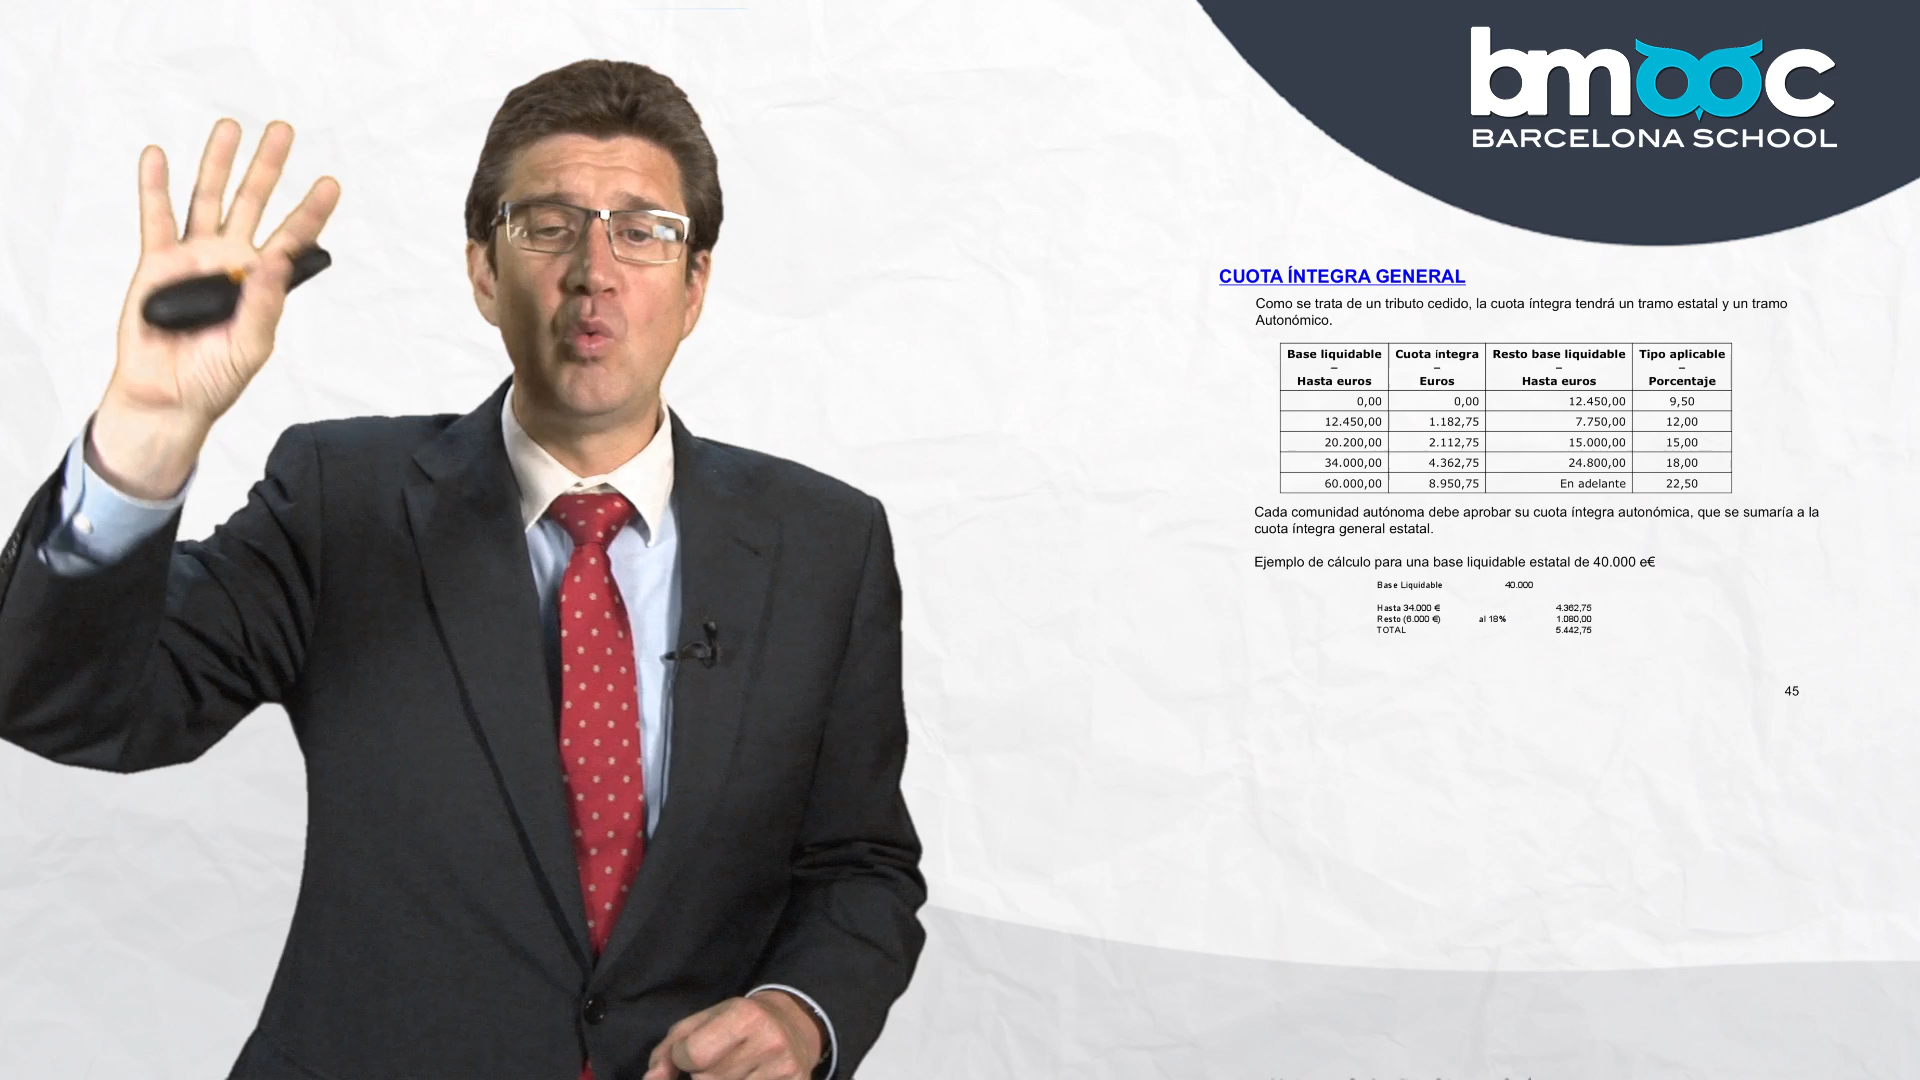 bmooc
BARCELONA SCHOOL
CUOTA ÍNTEGRA GENERAL
Como se trata de un tributo cedido, la cuota íntegra tendrá un tramo estatal y un tramo
Autonómico.
Base liquidable – Hasta euros Cuota integra – Euros Resto base liquidable – Hasta euros Tipo aplicable – Porcentaje
0,00 0,00 12.450,00 9,50
12.450,00 1.182,75 7.750,00 12,00
20.200,00 2.112,75 15.000,00 15,00
34.000,00 4.362,75 24.800,00 18,00
60.000,00 8.950,75 En adelante 22,50
Cada comunidad autónoma debe aprobar su cuota íntegra autonómica, que se sumaría a la
cuota íntegra general estatal.
Ejemplo de cálculo para una base liquidable estatal de 40.000 e€
Base Liquidable 40.000
Hasta 34.000 € 4.362,75
Resto (6.000 €) al 18% 1.080,00
TOTAL 5.442,75
45